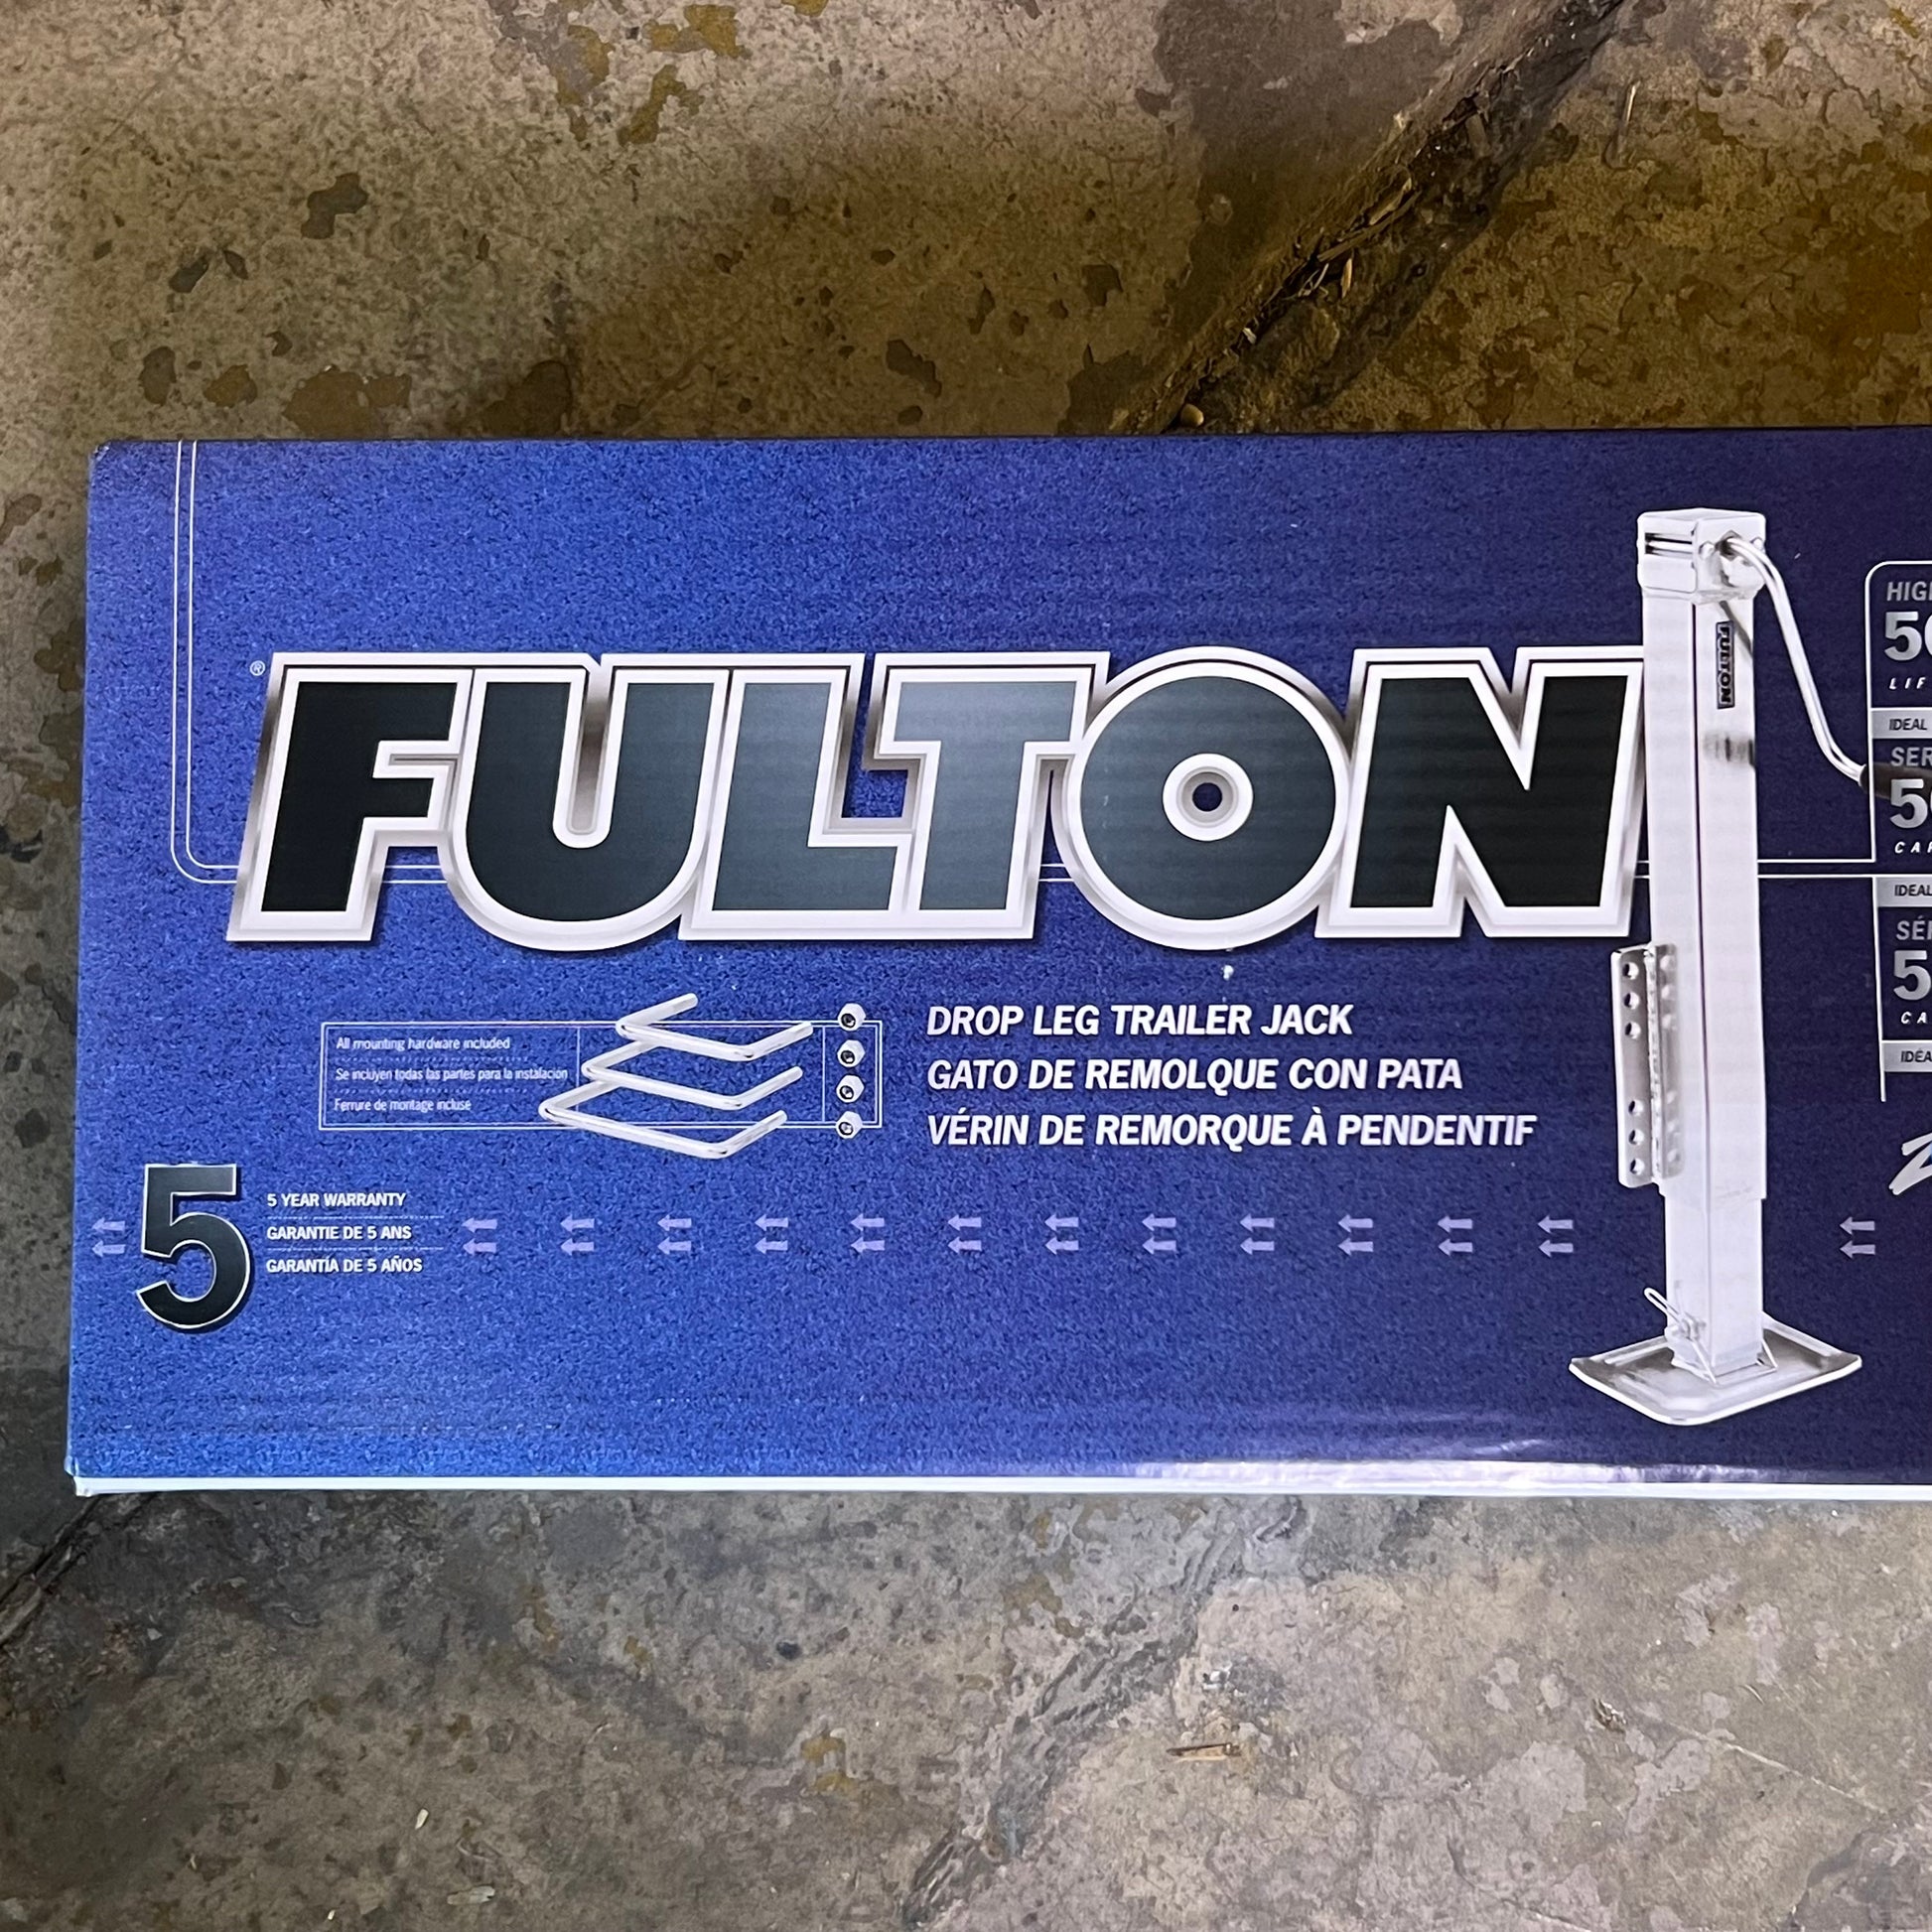 ®
FULTON
FULTON
All mounting hardware included
Se incluyen todas las partes para la instalación
Ferrure de montage incluse
DROP LEG TRAILER JACK
GATO DE REMOLQUE CON PATA
VÉRIN DE REMORQUE À PENDENTIF
5
5 YEAR WARRANTY
GARANTIE DE 5 ANS
GARANTÍA DE 5 AÑOS
IDEAL
IDEAL